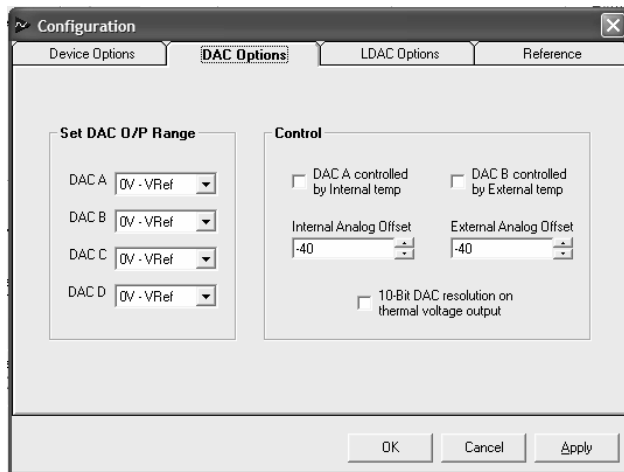 Configuration
Device Options
DAC Options
LDAC Options
Reference
Set DAC O/P Range
DAC A 0V - VRef
DAC B 0V - VRef
DAC C 0V - VRef
DAC D 0V - VRef
Control
DAC A controlled
by Internal temp
DAC B controlled
by External temp
Internal Analog Offset
-40
External Analog Offset
-40
10-Bit DAC resolution on
thermal voltage output
OK
Cancel
Apply